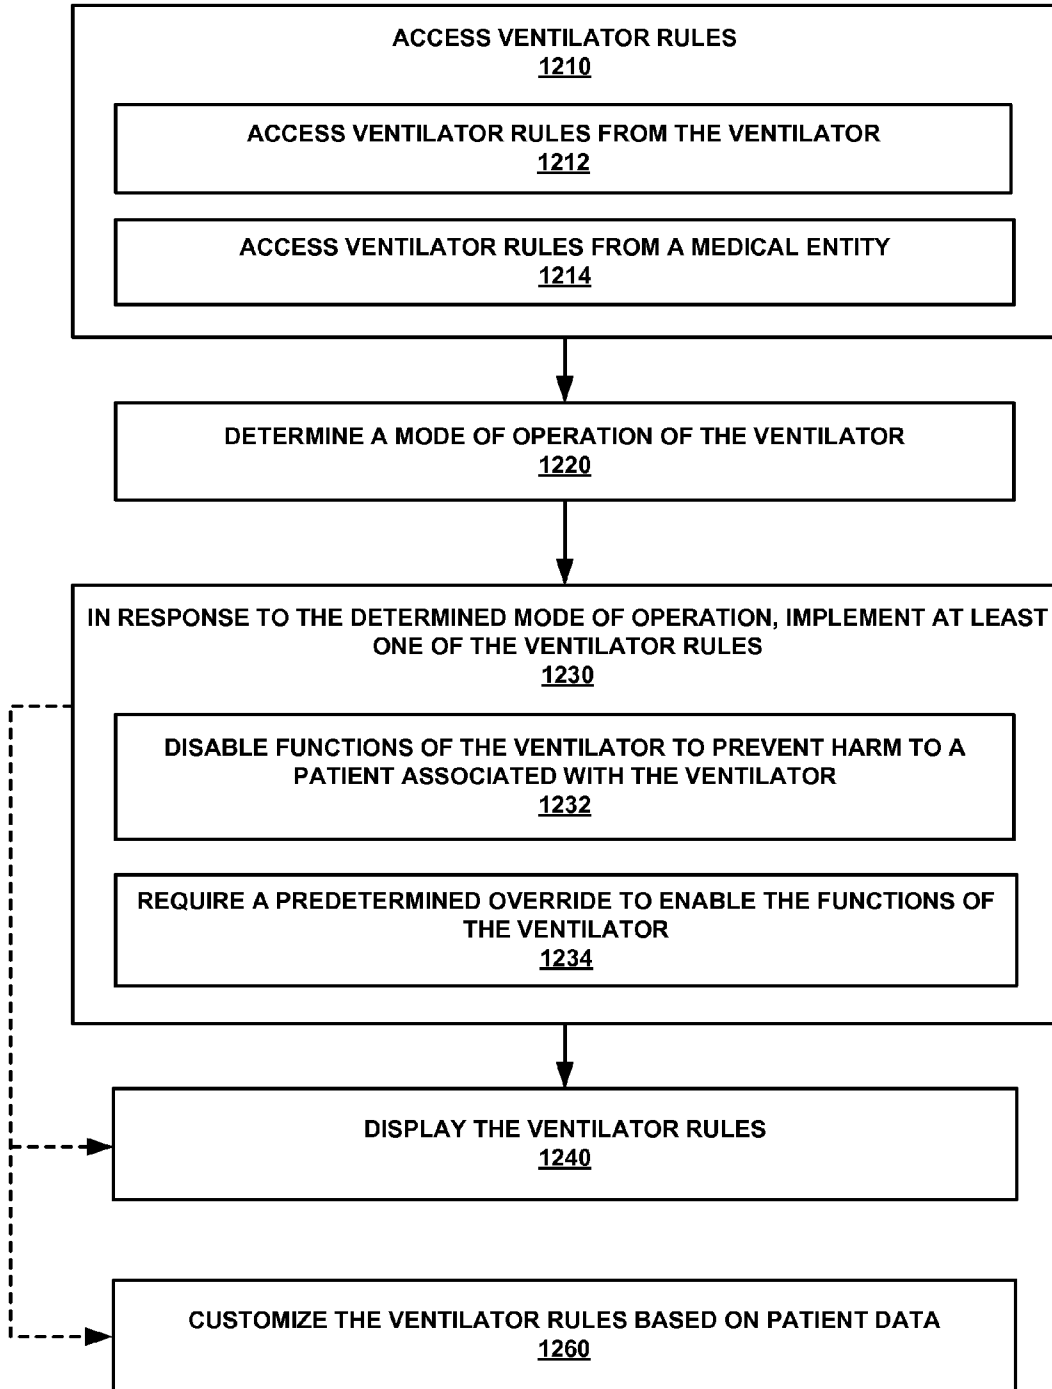 ACCESS VENTILATOR RULES
1210
ACCESS VENTILATOR RULES FROM THE VENTILATOR
1212
ACCESS VENTILATOR RULES FROM A MEDICAL ENTITY
1214
DETERMINE A MODE OF OPERATION OF THE VENTILATOR
1220
IN RESPONSE TO THE DETERMINED MODE OF OPERATION, IMPLEMENT AT LEAST
ONE OF THE VENTILATOR RULES
1230
DISABLE FUNCTIONS OF THE VENTILATOR TO PREVENT HARM TO A
PATIENT ASSOCIATED WITH THE VENTILATOR
1232
REQUIRE A PREDETERMINED OVERRIDE TO ENABLE THE FUNCTIONS OF
THE VENTILATOR
1234
DISPLAY THE VENTILATOR RULES
1240
CUSTOMIZE THE VENTILATOR RULES BASED ON PATIENT DATA
1260